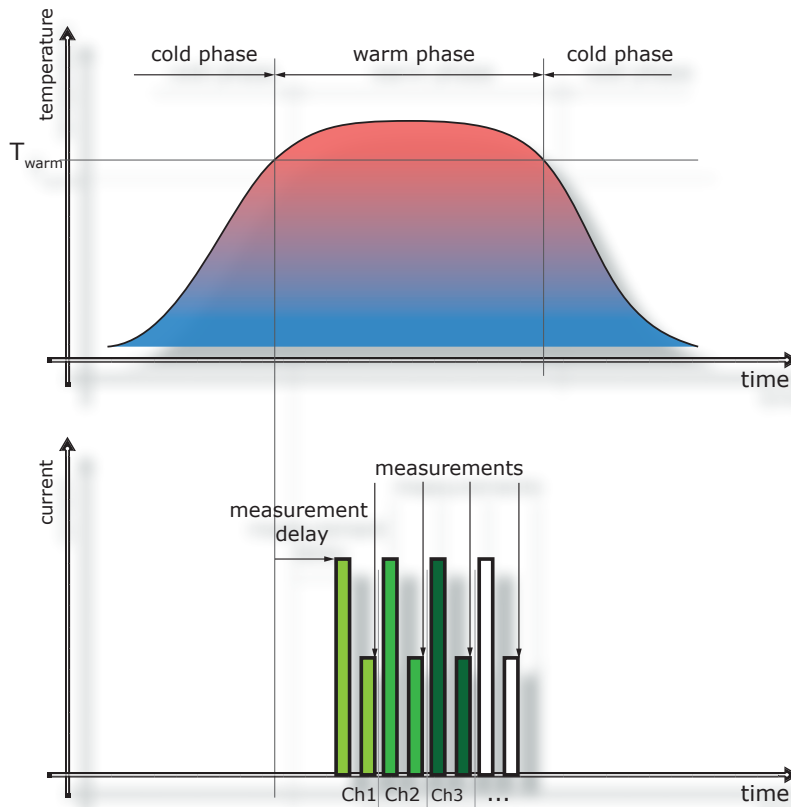 temperature
cold phase
warm phase
cold phase
T warm
time
current
measurements
measurement
delay
Ch1
Ch2
Ch3
...
time